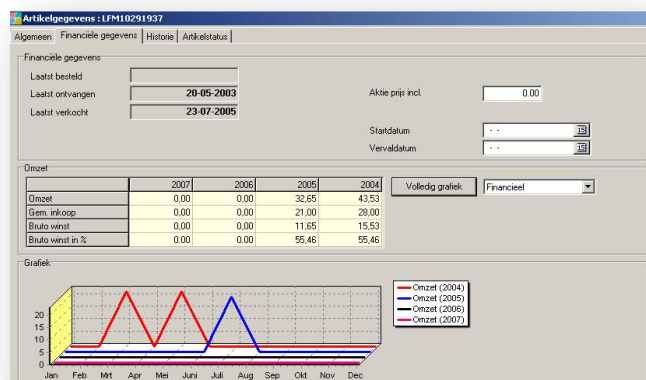 Artikelgegevens : LFM10291937
Algemeen Financiële gegevens Historie Artikelstatus
Financiële gegevens
Laatst besteld
Laatst ontvangen 20-05-2003 Aktie prijs incl. 0.00
Laatst verkocht 23-07-2005
Startdatum - - 15
Vervaldatum - - 15
Omzet
2007 2006 2005 2004 Volledig grafiek Financieel
Omzet 0,00 0,00 32,65 43,53
Gem. inkoop 0,00 0,00 21,00 28,00
Bruto winst 0,00 0,00 11,65 15,53
Bruto winst in % 0,00 0,00 55,46 55,46
Grafiek
Omzet (2004)
Omzet (2005)
Omzet (2006)
Omzet (2007)
20
15
10
5
0
Jan Feb Mrt Apr Mei Juni Juli Aug Sep Okt Nov Dec